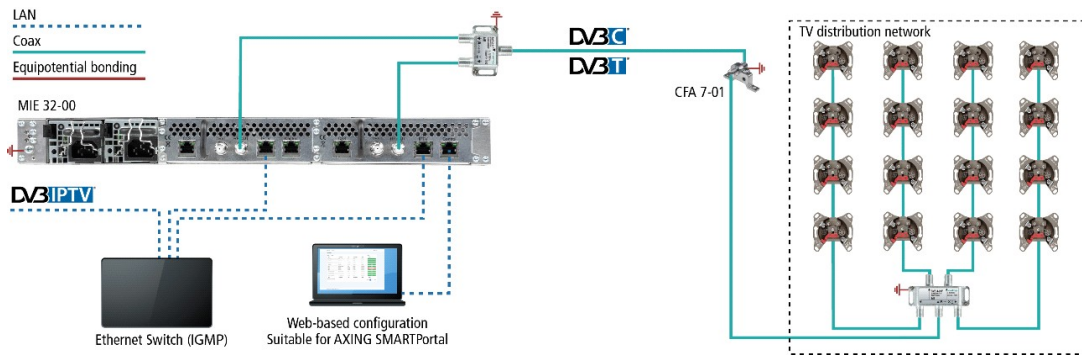 LAN
Coax
Equipotential bonding
MIE 32-00
DVB IPTV
Ethernet Switch (IGMP)
Web-based configuration
Suitable for AXING SMARTPortal
DVB C
DVB T
CFA 7-01
TV distribution network